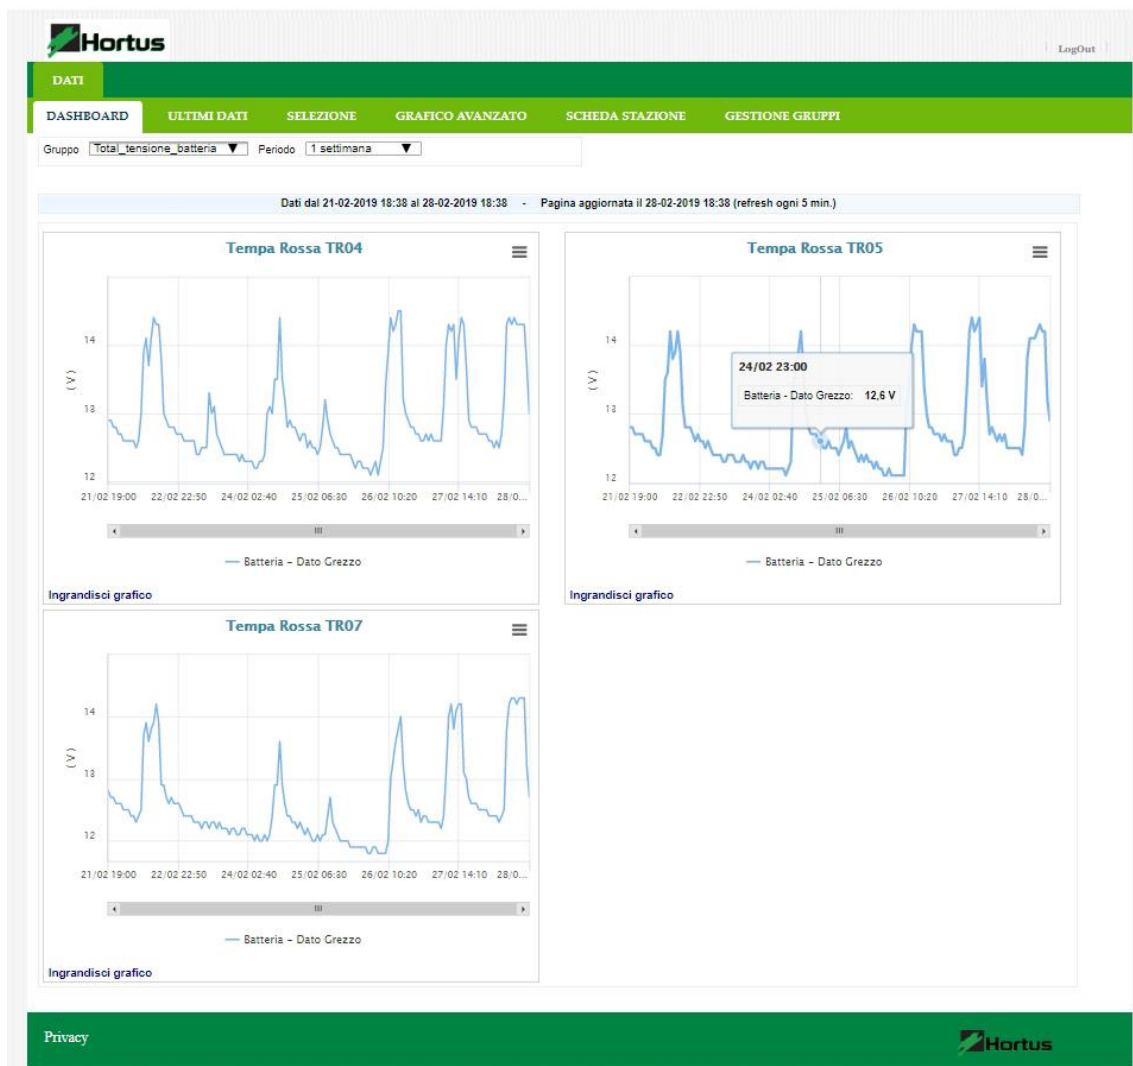 Hortus
LogOut
DATI
DASHBOARD ULTIMI DATI SELEZIONE GRAFICO AVANZATO SCHEDA STAZIONE GESTIONE GRUPPI
Gruppo Total_tensione_batteria Periodo 1 settimana
Dati dal 21-02-2019 18:38 al 28-02-2019 18:38 - Pagina aggiornata il 28-02-2019 18:38 (refresh ogni 5 min.)
Tempa Rossa TR04
14
(V)
13
12
21/02 19:00 22/02 22:50 24/02 02:40 25/02 06:30 26/02 10:20 27/02 14:10 28/0...
Batteria - Dato Grezzo
Ingrandisci grafico
Tempa Rossa TR05
14
(V)
13
12
24/02 23:00
Batteria - Dato Grezzo: 12,6 V
21/02 19:00 22/02 22:50 24/02 02:40 25/02 06:30 26/02 10:20 27/02 14:10 28/0...
Batteria - Dato Grezzo
Ingrandisci grafico
Tempa Rossa TR07
14
(V)
13
12
21/02 19:00 22/02 22:50 24/02 02:40 25/02 06:30 26/02 10:20 27/02 14:10 28/0...
Batteria - Dato Grezzo
Ingrandisci grafico
Privacy
Hortus